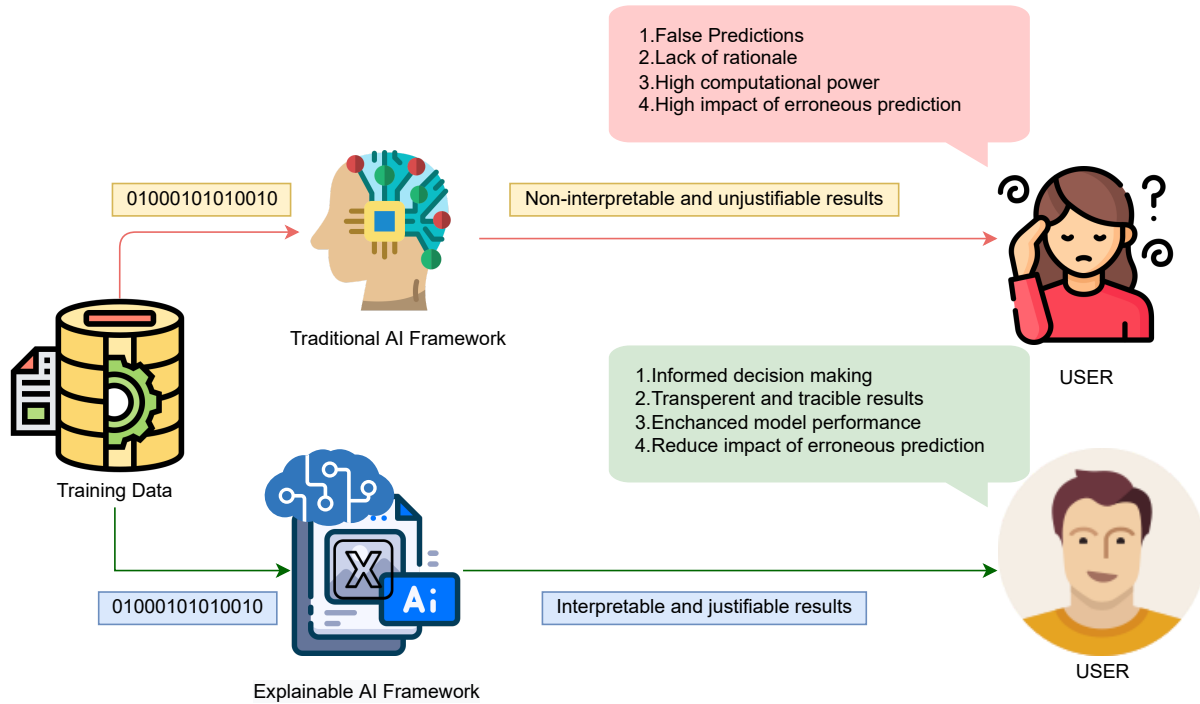 1.False Predictions
2.Lack of rationale
3.High computational power
4.High impact of erroneous prediction
01000101010010
Non-interpretable and unjustifiable results
Traditional AI Framework
USER
1.Informed decision making
2.Transperent and tracible results
3.Enchanced model performance
4.Reduce impact of erroneous prediction
Training Data
X
Ai
01000101010010
Interpretable and justifiable results
USER
Explainable AI Framework